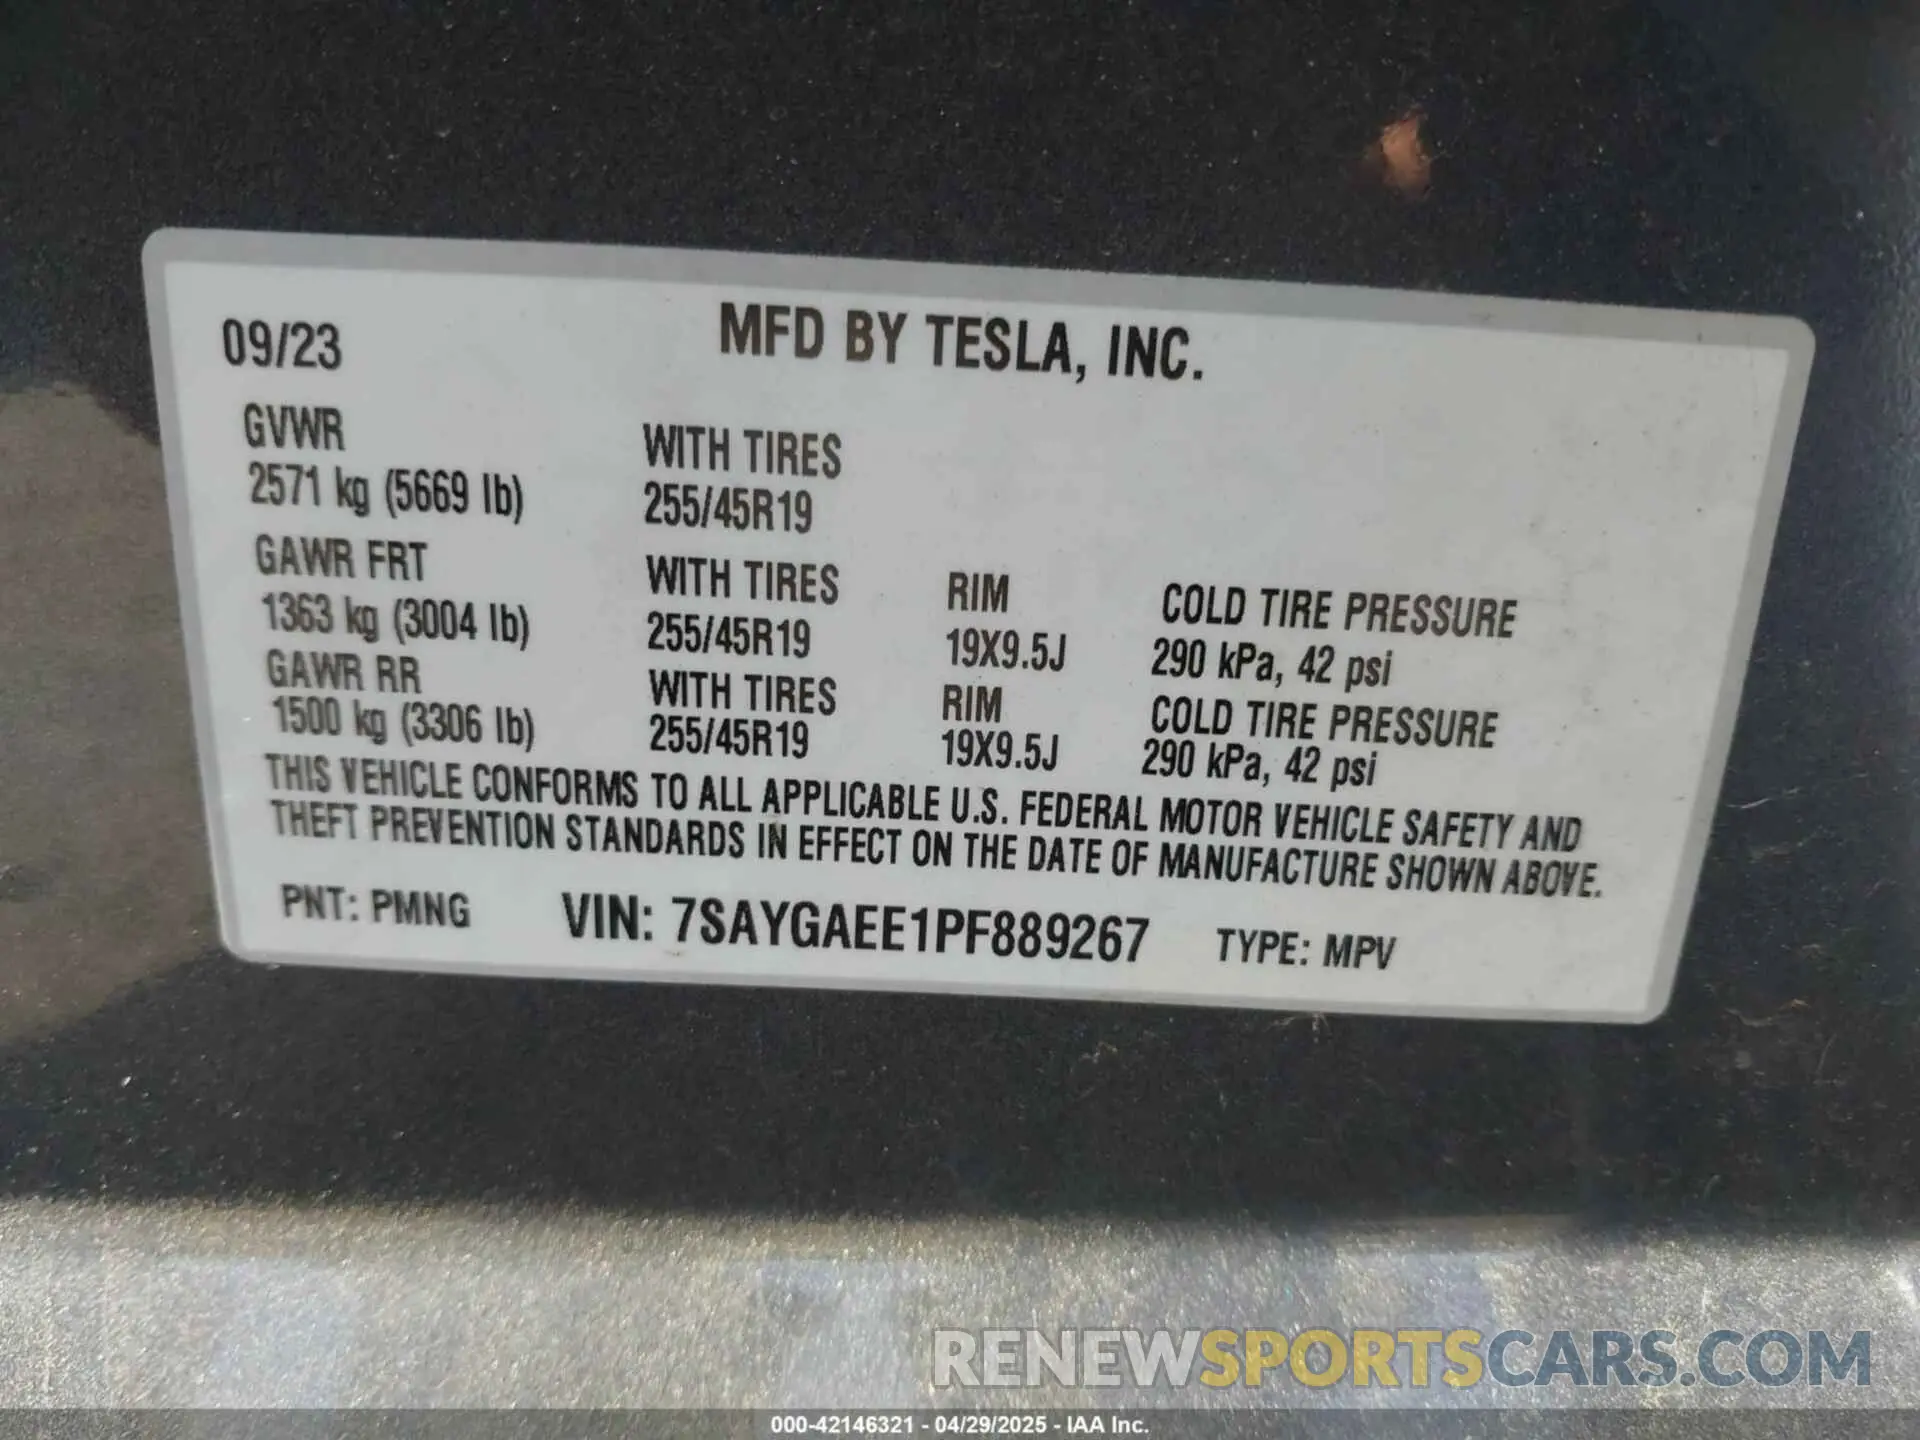 09/23 MFD BY TESLA, INC.
GVWR WITH TIRES
2571 kg (5669 lb) 255/45R19
GAWR FRT WITH TIRES RIM COLD TIRE PRESSURE
1363 kg (3004 lb) 255/45R19 19X9.5J 290 kPa, 42 psi
GAWR RR WITH TIRES RIM COLD TIRE PRESSURE
1500 kg (3306 lb) 255/45R19 19X9.5J 290 kPa, 42 psi
THIS VEHICLE CONFORMS TO ALL APPLICABLE U.S. FEDERAL MOTOR VEHICLE SAFETY AND
THEFT PREVENTION STANDARDS IN EFFECT ON THE DATE OF MANUFACTURE SHOWN ABOVE.
PNT: PMNG VIN: 7SAYGAEE1PF889267 TYPE: MPV
RENEWSPORTSCARS.COM
000-42146321 - 04/29/2025 - IAA Inc.